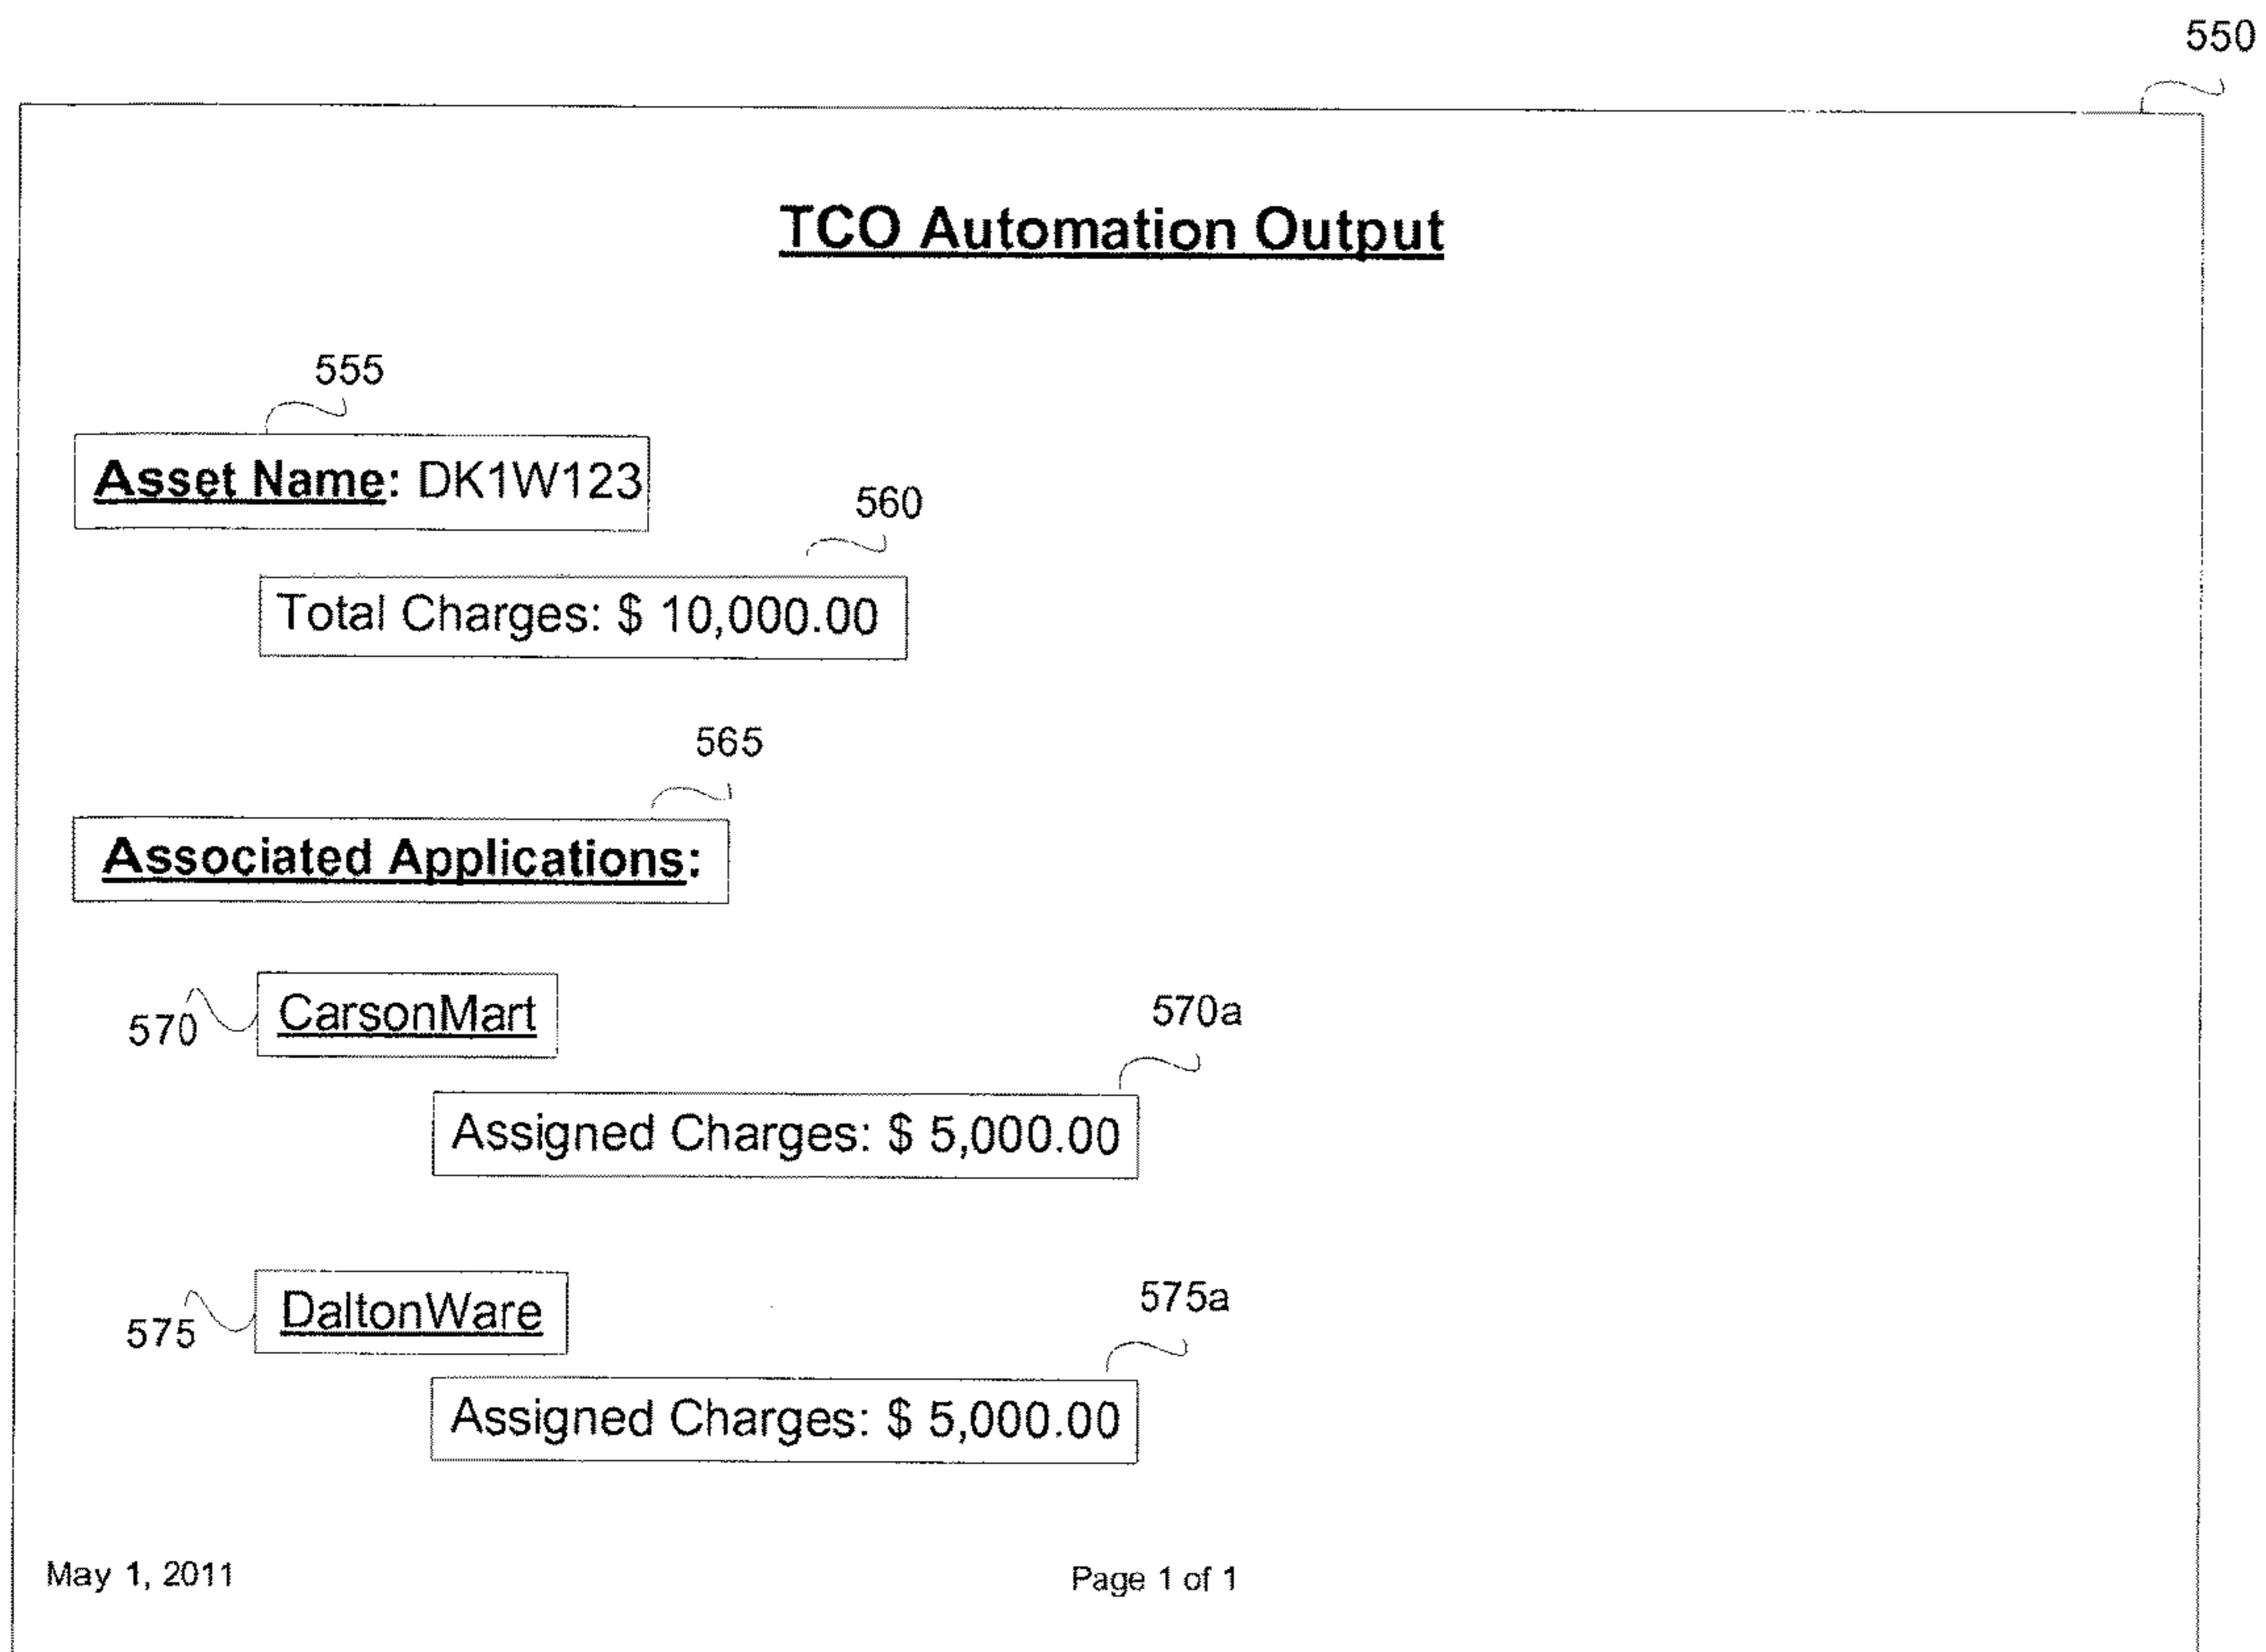 550
TCO Automation Output
555
Asset Name: DK1W123
560
Total Charges: $ 10,000.00
565
Associated Applications:
570
CarsonMart
570a
Assigned Charges: $ 5,000.00
575
DaltonWare
575a
Assigned Charges: $ 5,000.00
May 1, 2011
Page 1 of 1